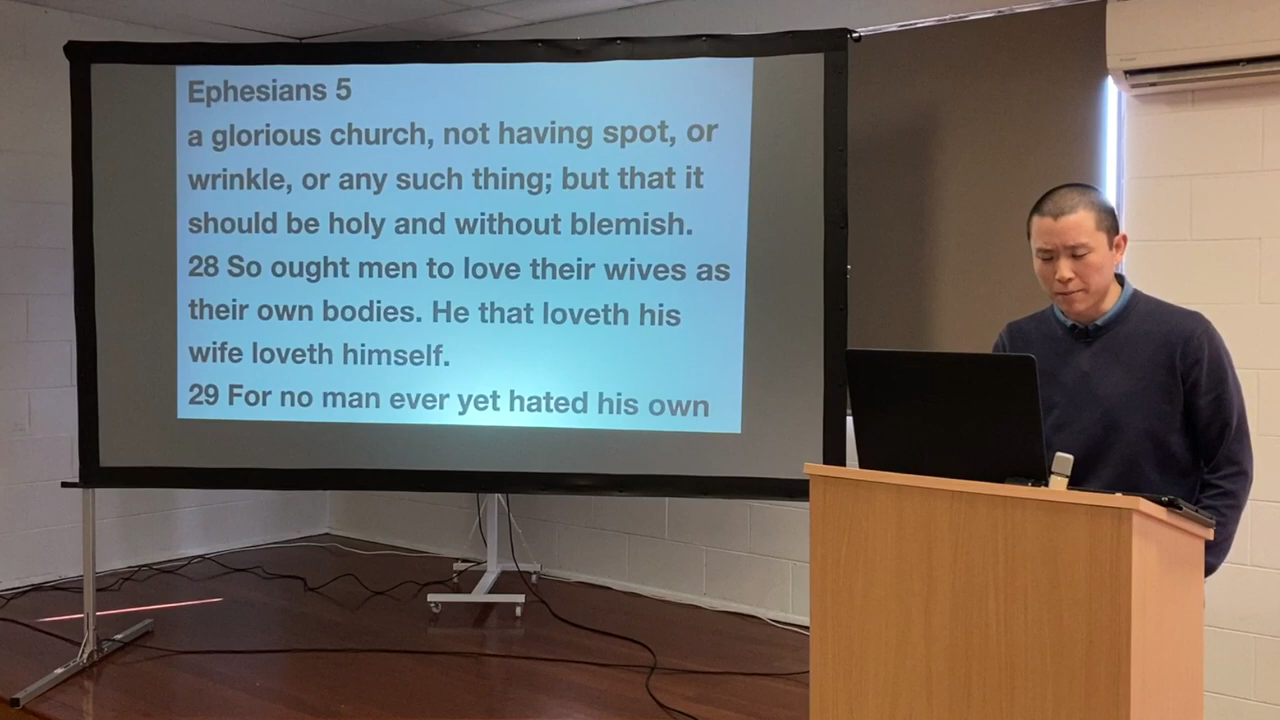 Ephesians 5
a glorious church, not having spot, or
wrinkle, or any such thing; but that it
should be holy and without blemish.
28 So ought men to love their wives as
their own bodies. He that loveth his
wife loveth himself.
29 For no man ever yet hated his own